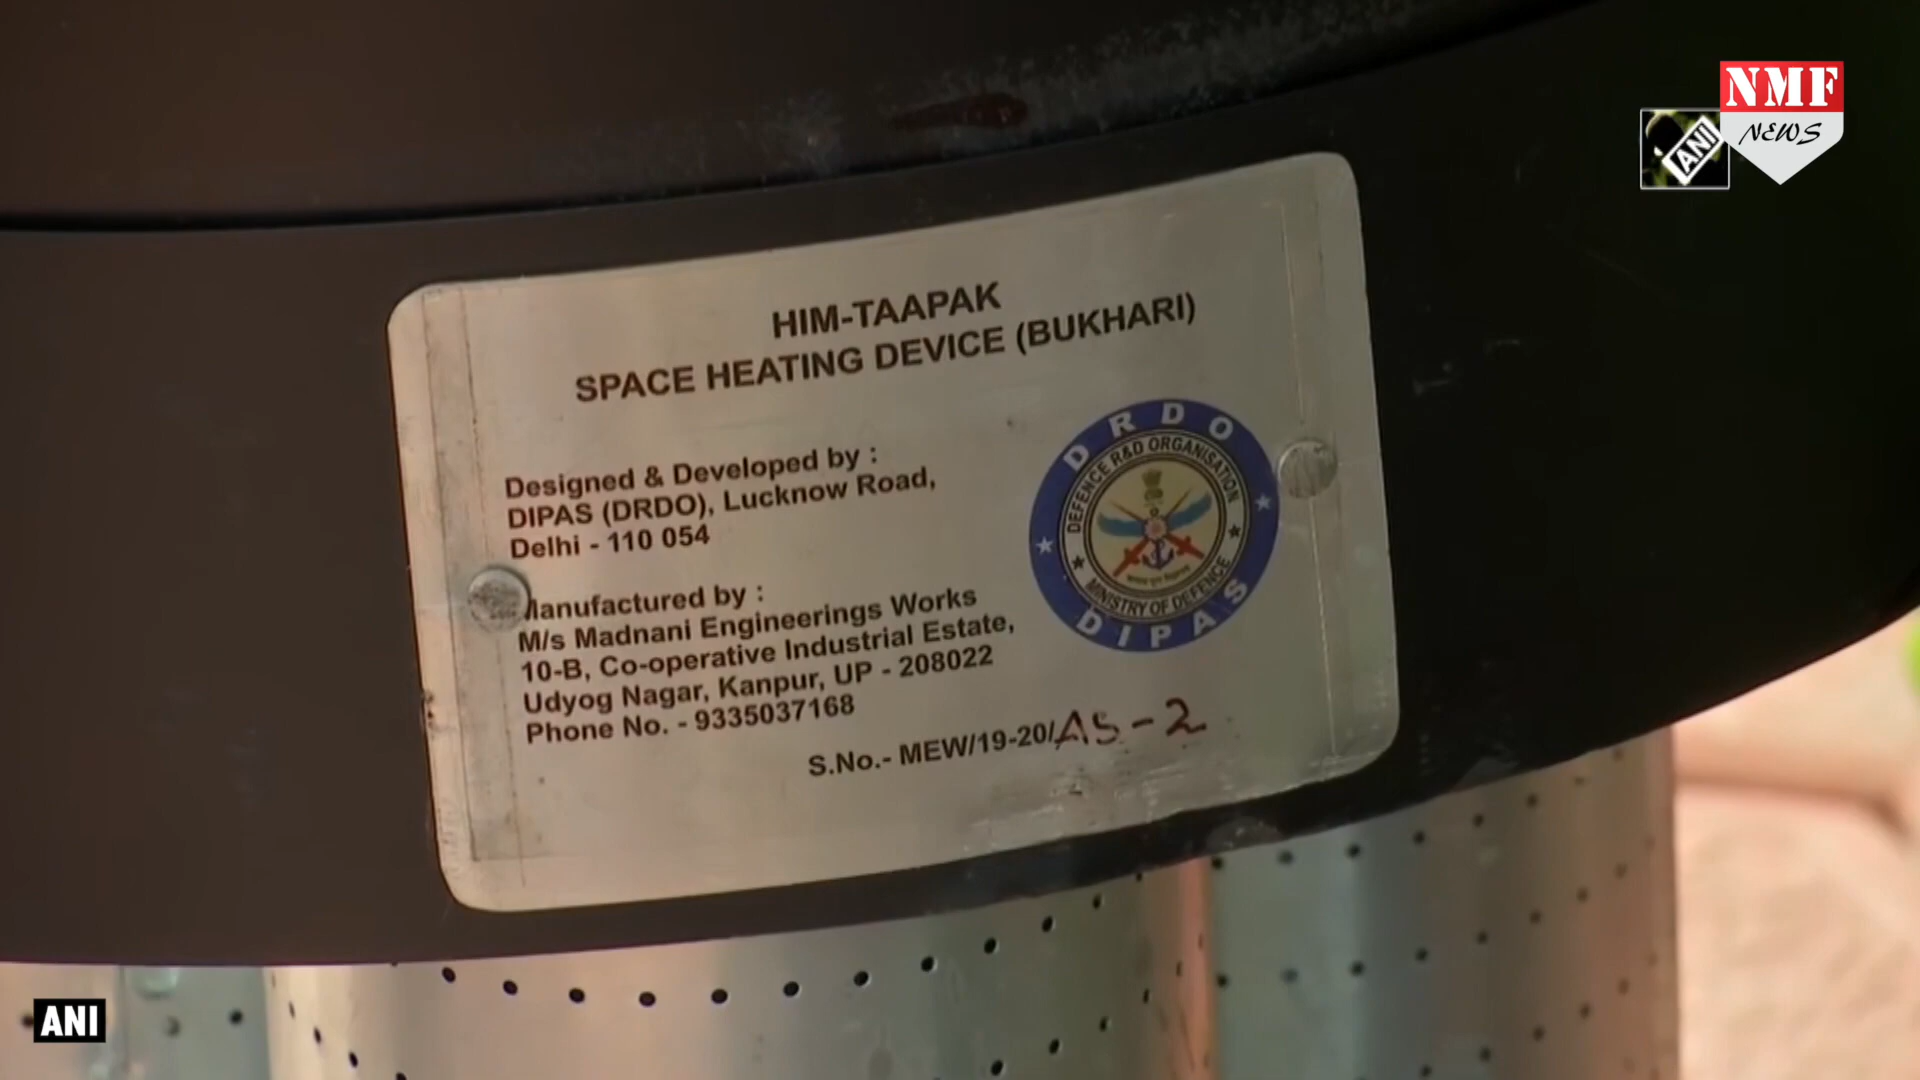 NMF
NEWS
ANI
HIM-TAAPAK
SPACE HEATING DEVICE (BUKHARI)
Designed & Developed by :
DIPAS (DRDO), Lucknow Road,
Delhi - 110 054
Manufactured by :
M/s Madnani Engineerings Works
10-B, Co-operative Industrial Estate,
Udyog Nagar, Kanpur, UP - 208022
Phone No. - 9335037168
S.No.- MEW/19-20/AS-2
DRDO
DEFENCE R&D ORGANISATION
MINISTRY OF DEFENCE
DIPAS
ANI